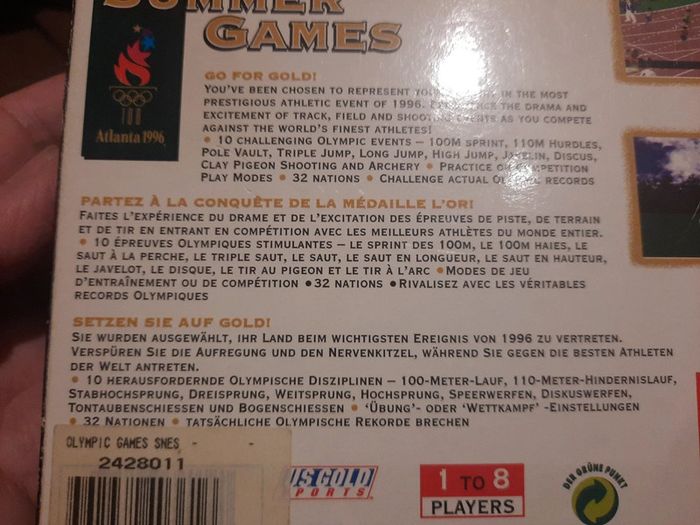 SUMMER
GAMES
Atlanta 1996
GO FOR GOLD!
YOU'VE BEEN CHOSEN TO REPRESENT IN THE MOST
PRESTIGIOUS ATHLETIC EVENT OF 1996. THE DRAMA AND
EXCITEMENT OF TRACK, FIELD AND SHOOTING EVENTS AS YOU COMPETE
AGAINST THE WORLD'S FINEST ATHLETES!
• 10 CHALLENGING OLYMPIC EVENTS – 100M SPRINT, 110M HURDLES,
POLE VAULT, TRIPLE JUMP, LONG JUMP, HIGH JUMP, JAVELIN, DISCUS,
CLAY PIGEON SHOOTING AND ARCHERY • PRACTICE OR COMPETITION
PLAY MODES • 32 NATIONS • CHALLENGE ACTUAL OLYMPIC RECORDS
PARTEZ À LA CONQUÊTE DE LA MÉDAILLE L'OR!
FAITES L'EXPÉRIENCE DU DRAME ET DE L'EXCITATION DES ÉPREUVES DE PISTE, DE TERRAIN
ET DE TIR EN ENTRANT EN COMPÉTITION AVEC LES MEILLEURS ATHLÈTES DU MONDE ENTIER.
• 10 ÉPREUVES OLYMPIQUES STIMULANTES – LE SPRINT DES 100M, LE 100M HAIES, LE
SAUT À LA PERCHE, LE TRIPLE SAUT, LE SAUT, LE SAUT EN LONGUEUR, LE SAUT EN HAUTEUR,
LE JAVELOT, LE DISQUE, LE TIR AU PIGEON ET LE TIR À L'ARC • MODES DE JEU
D'ENTRAÎNEMENT OU DE COMPÉTITION • 32 NATIONS • RIVALISEZ AVEC LES VÉRITABLES
RECORDS OLYMPIQUES
SETZEN SIE AUF GOLD!
SIE WURDEN AUSGEWÄHLT, IHR LAND BEIM WICHTIGSTEN EREIGNIS VON 1996 ZU VERTRETEN.
VERSPÜREN SIE DIE AUFREGUNG UND DEN NERVENKITZEL, WÄHREND SIE GEGEN DIE BESTEN ATHLETEN
DER WELT ANTRETEN.
• 10 HERAUSFORDERNDE OLYMPISCHE DISZIPLINEN – 100-METER-LAUF, 110-METER-HINDERNISLAUF,
STABHOCHSPRUNG, DREISPRUNG, WEITSPRUNG, HOCHSPRUNG, SPEERWERFEN, DISKUSWERFEN,
TONTAUBENSCHIESSEN UND BOGENSCHIESSEN • 'ÜBUNG'- ODER 'WETTKAMPF' -EINSTELLUNGEN
• 32 NATIONEN • TATSÄCHLICHE OLYMPISCHE REKORDE BRECHEN
OLYMPIC GAMES SNES - -
2428011
US GOLD
SPORTS
1 TO 8
PLAYERS
DER GRÜNE PUNKT